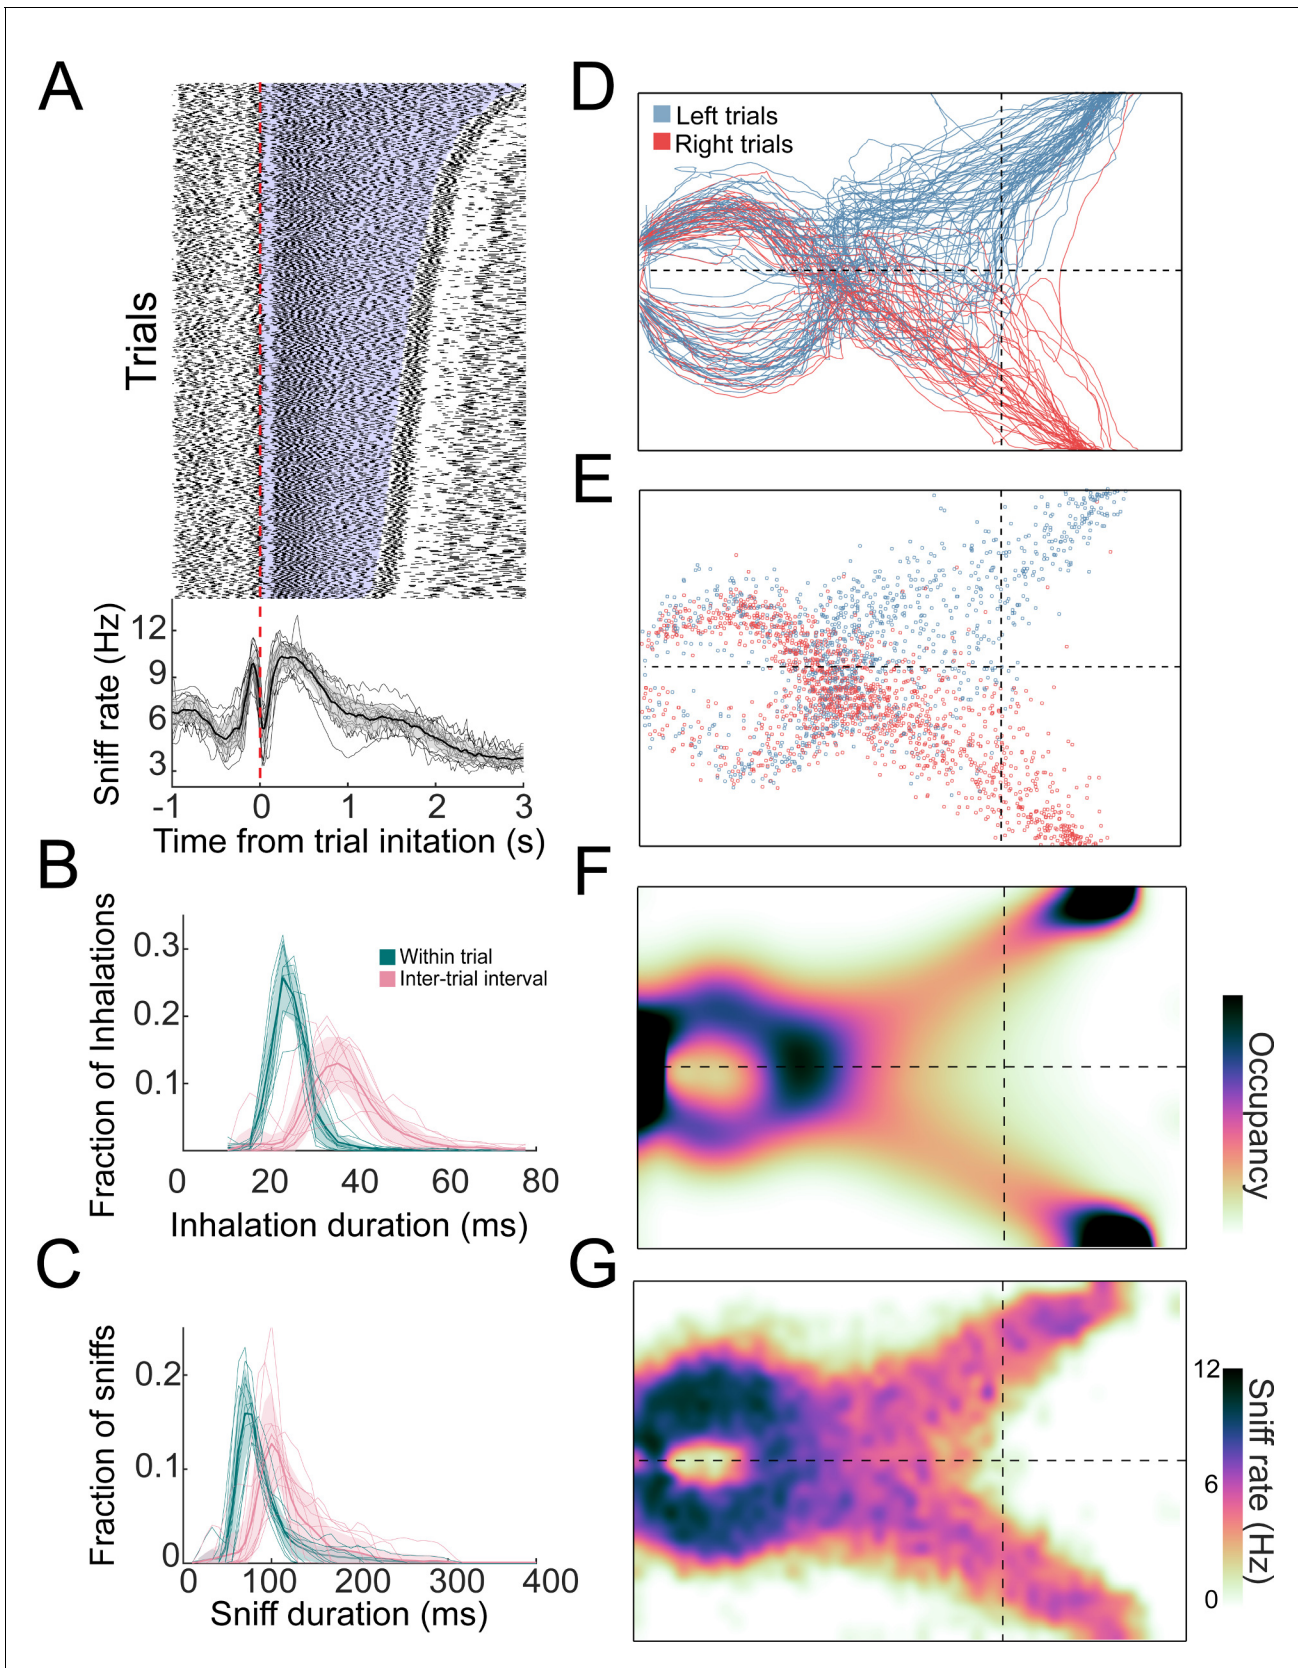 A
Trials
Sniff rate (Hz)
12
9
6
3
-1 0 1 2 3
Time from trial initation (s)
B
Fraction of Inhalations
0.3
0.2
0.1
Within trial
Inter-trial interval
0 20 40 60 80
Inhalation duration (ms)
C
Fraction of sniffs
0.2
0.1
0
0 100 200 300 400
Sniff duration (ms)
D
Left trials
Right trials
E
F
Occupancy
G
12
6
0
Sniff rate (Hz)